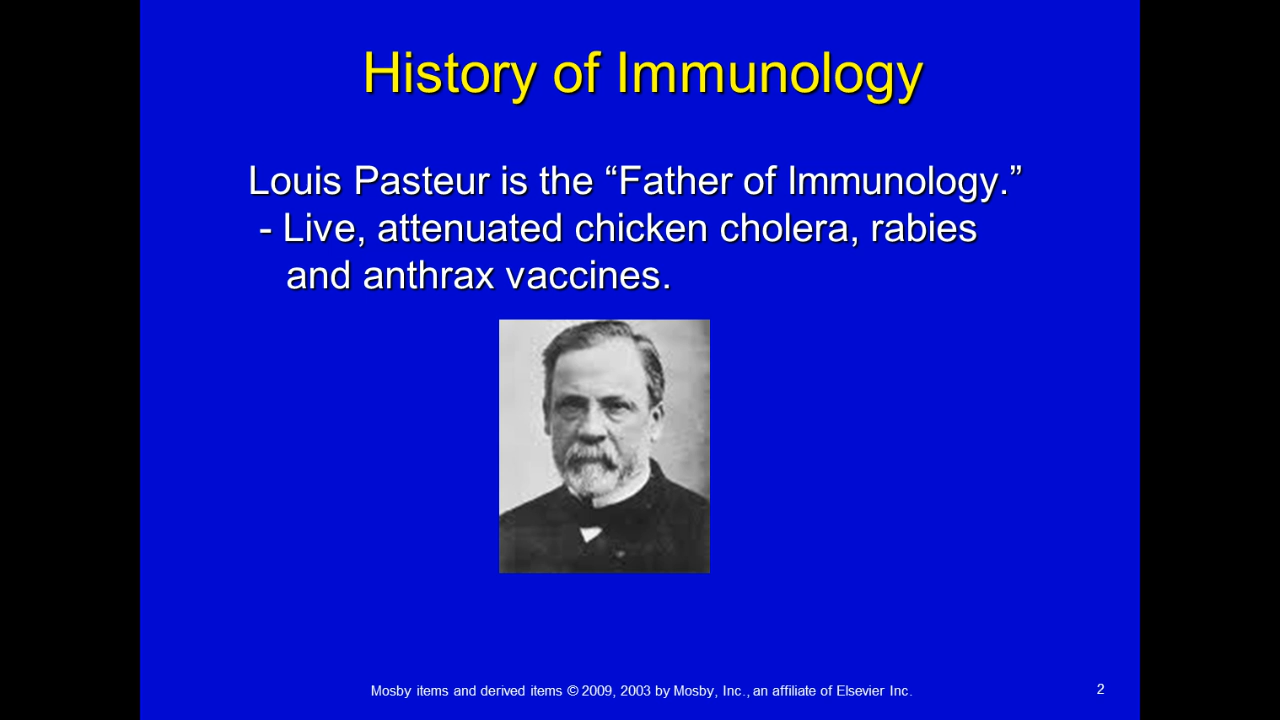 History of Immunology
Louis Pasteur is the “Father of Immunology.”
- Live, attenuated chicken cholera, rabies
and anthrax vaccines.
Mosby items and derived items © 2009, 2003 by Mosby, Inc., an affiliate of Elsevier Inc.
2